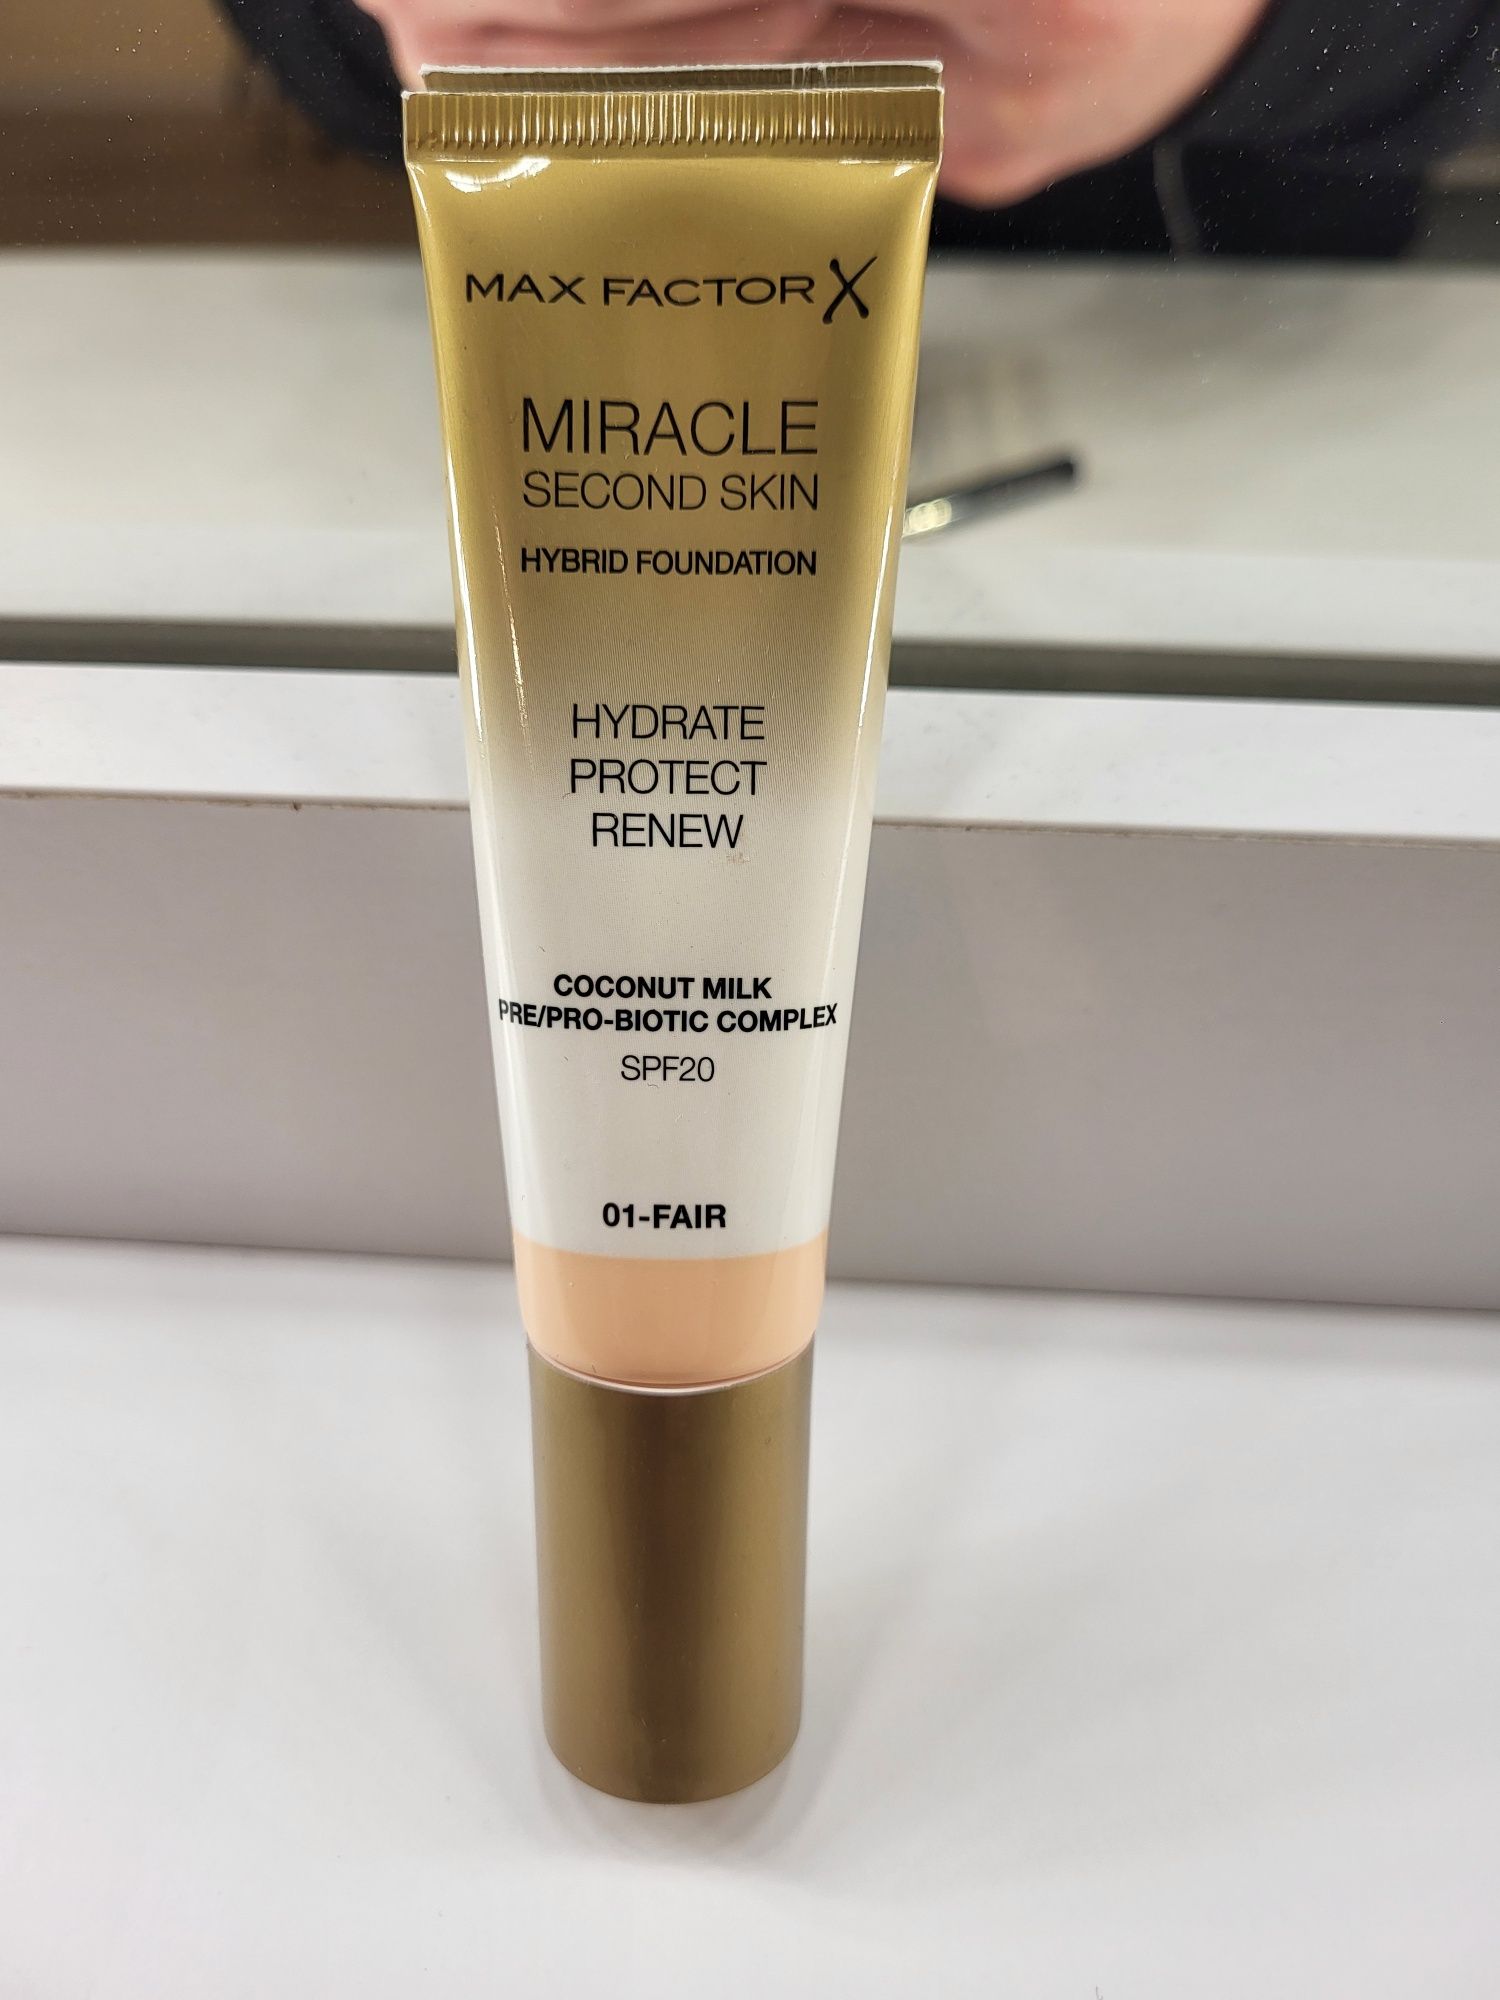 MAX FACTOR X
MIRACLE
SECOND SKIN
HYBRID FOUNDATION
HYDRATE
PROTECT
RENEW
COCONUT MILK
PRE/PRO-BIOTIC COMPLEX
SPF20
01-FAIR